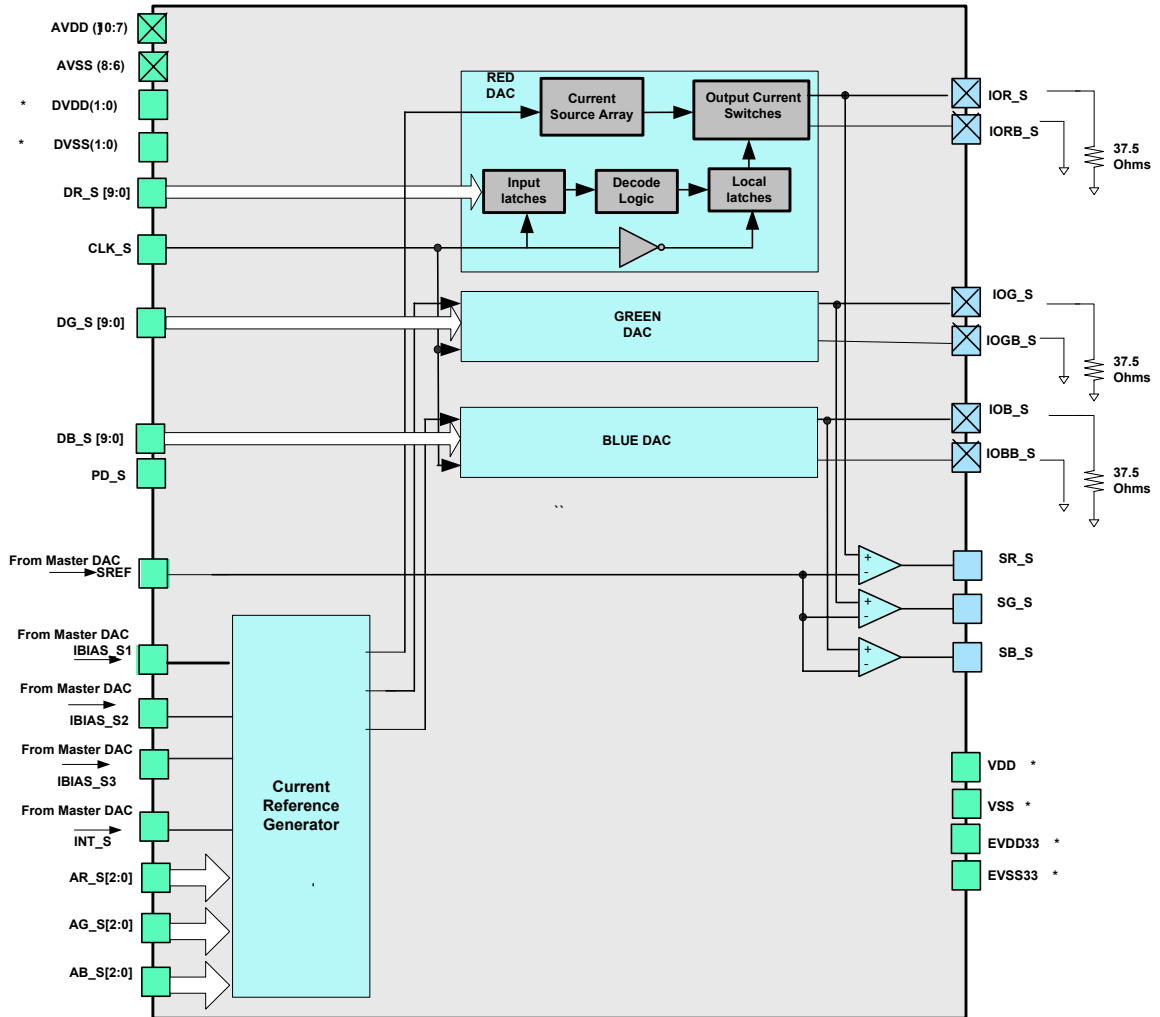 AVDD (10:7)
AVSS (8:6)
* DVDD(1:0)
* DVSS(1:0)
DR_S [9:0]
CLK_S
DG_S [9:0]
DB_S [9:0]
PD_S
From Master DAC
SREF
From Master DAC
IBIAS_S1
From Master DAC
IBIAS_S2
From Master DAC
IBIAS_S3
From Master DAC
INT_S
AR_S[2:0]
AG_S[2:0]
AB_S[2:0]
RED
DAC
Current
Source Array
Output Current
Switches
Input
latches
Decode
Logic
Local
latches
GREEN
DAC
BLUE DAC
``
+
-
+
-
+
-
Current
Reference
Generator
'
IOR_S
IORB_S
37.5
Ohms
IOG_S
IOGB_S
37.5
Ohms
IOB_S
IOBB_S
37.5
Ohms
SR_S
SG_S
SB_S
VDD *
VSS *
EVDD33 *
EVSS33 *